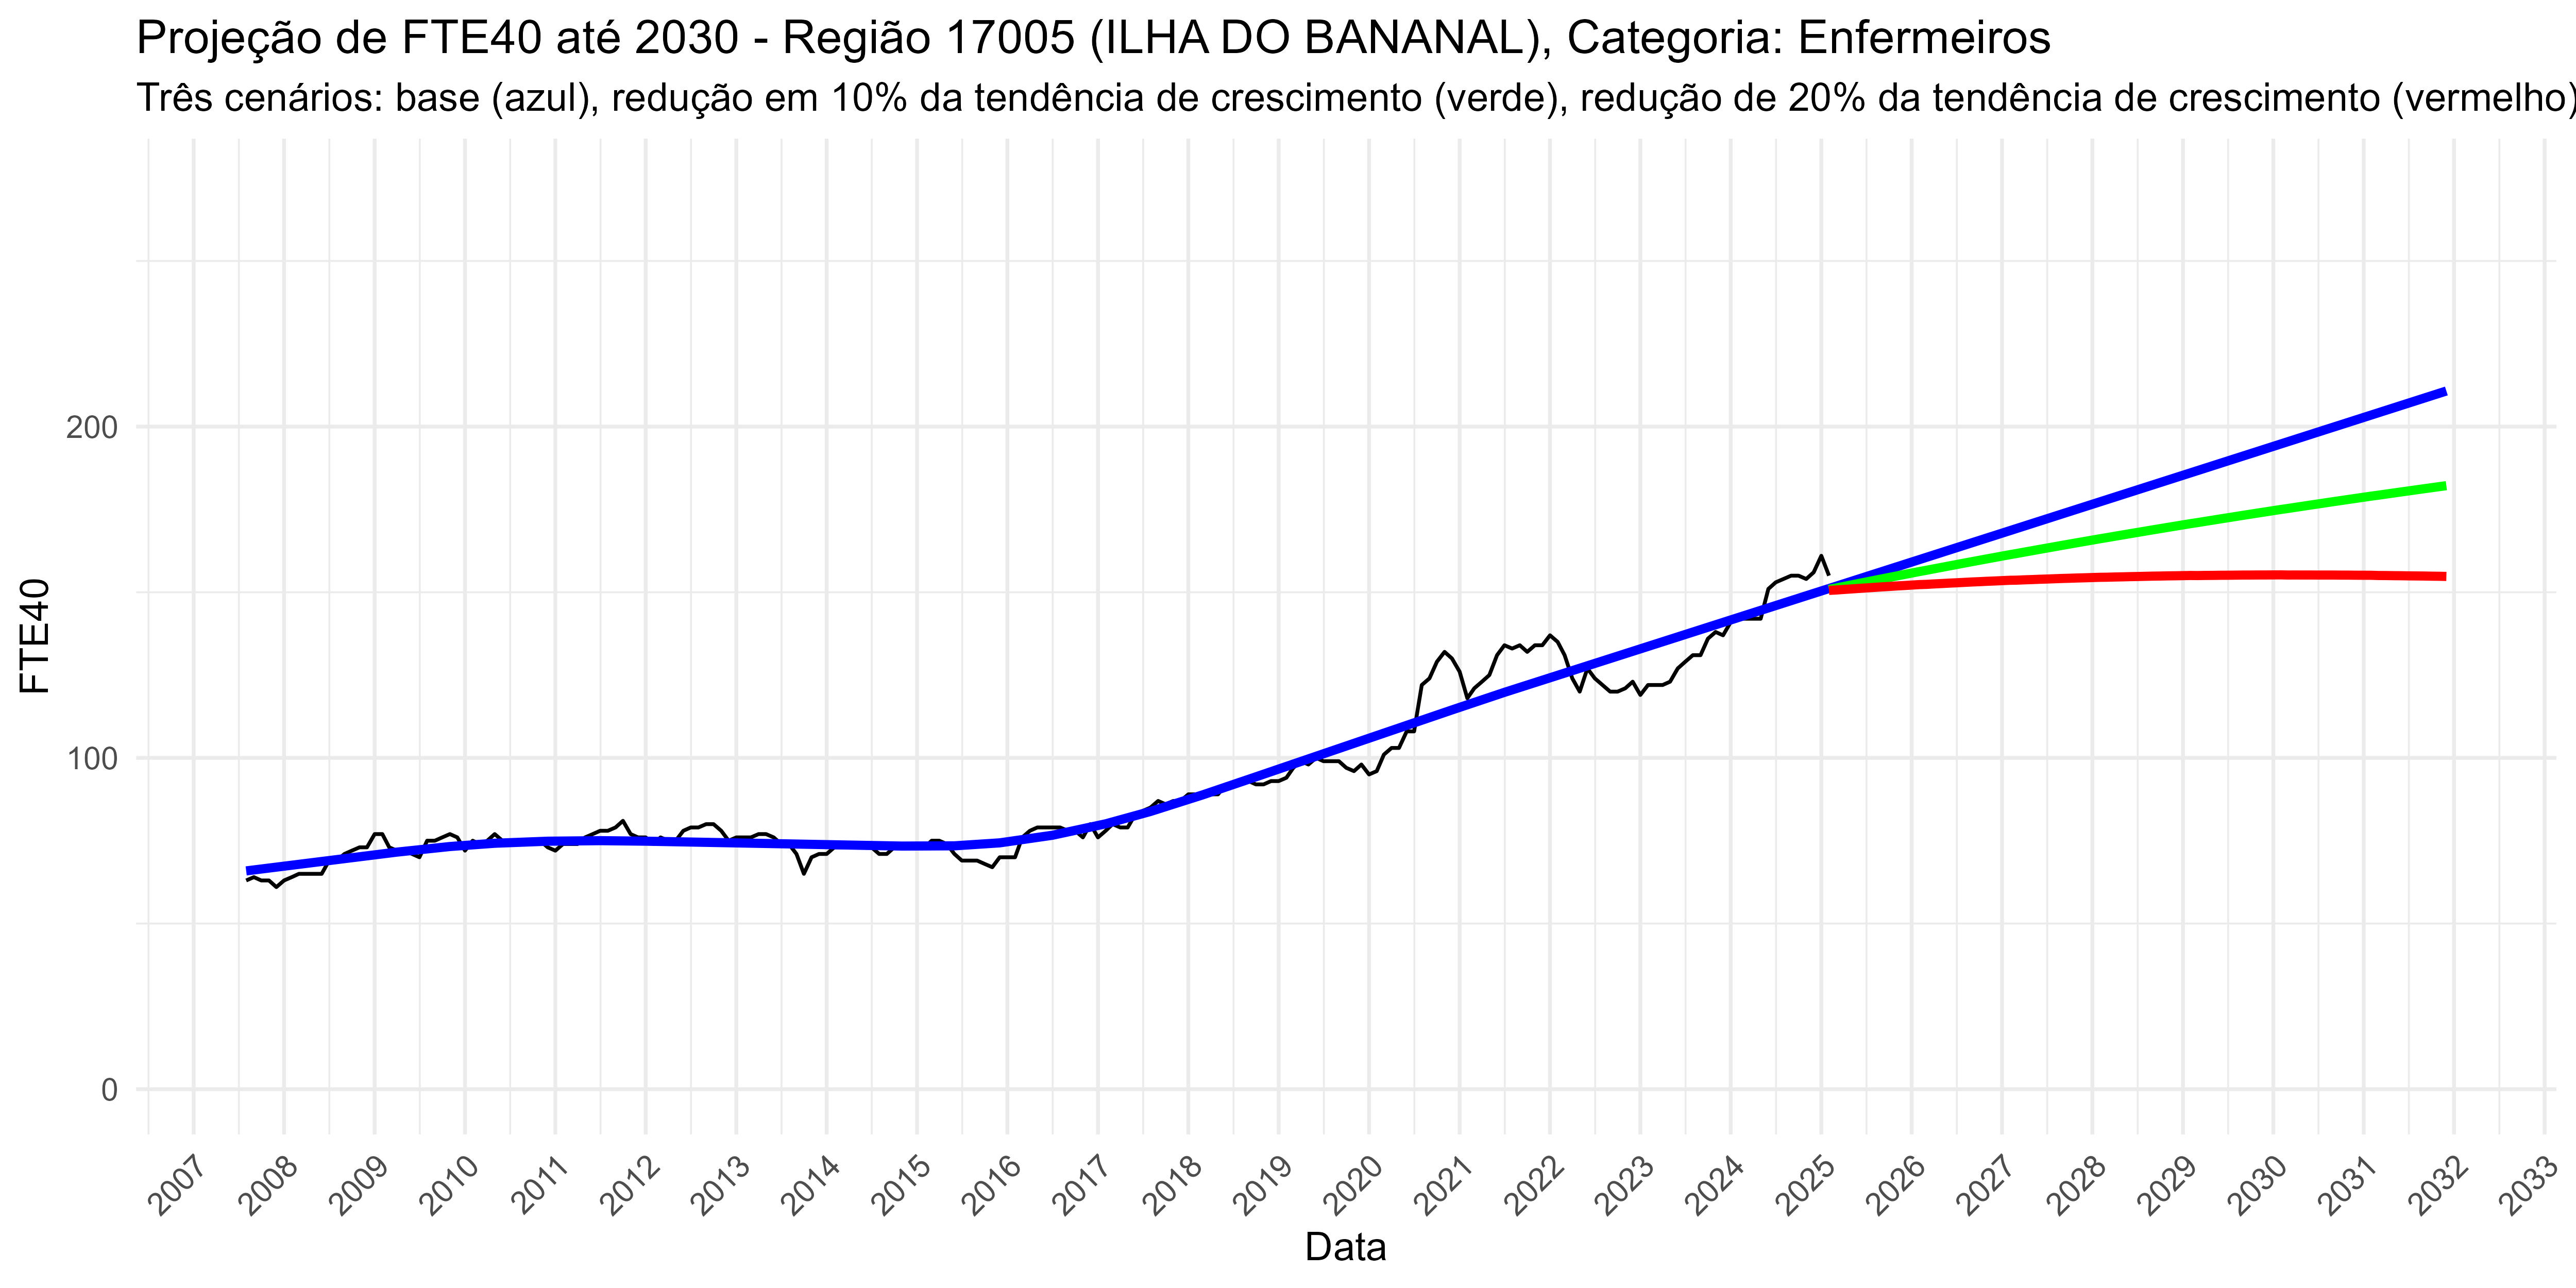 Projeção de FTE40 até 2030 - Região 17005 (ILHA DO BANANAL), Categoria: Enfermeiros
Três cenários: base (azul), redução em 10% da tendência de crescimento (verde), redução de 20% da tendência de crescimento (vermelho)
FTE40
200
100
0
2007 2008 2009 2010 2011 2012 2013 2014 2015 2016 2017 2018 2019 2020 2021 2022 2023 2024 2025 2026 2027 2028 2029 2030 2031 2032 2033
Data